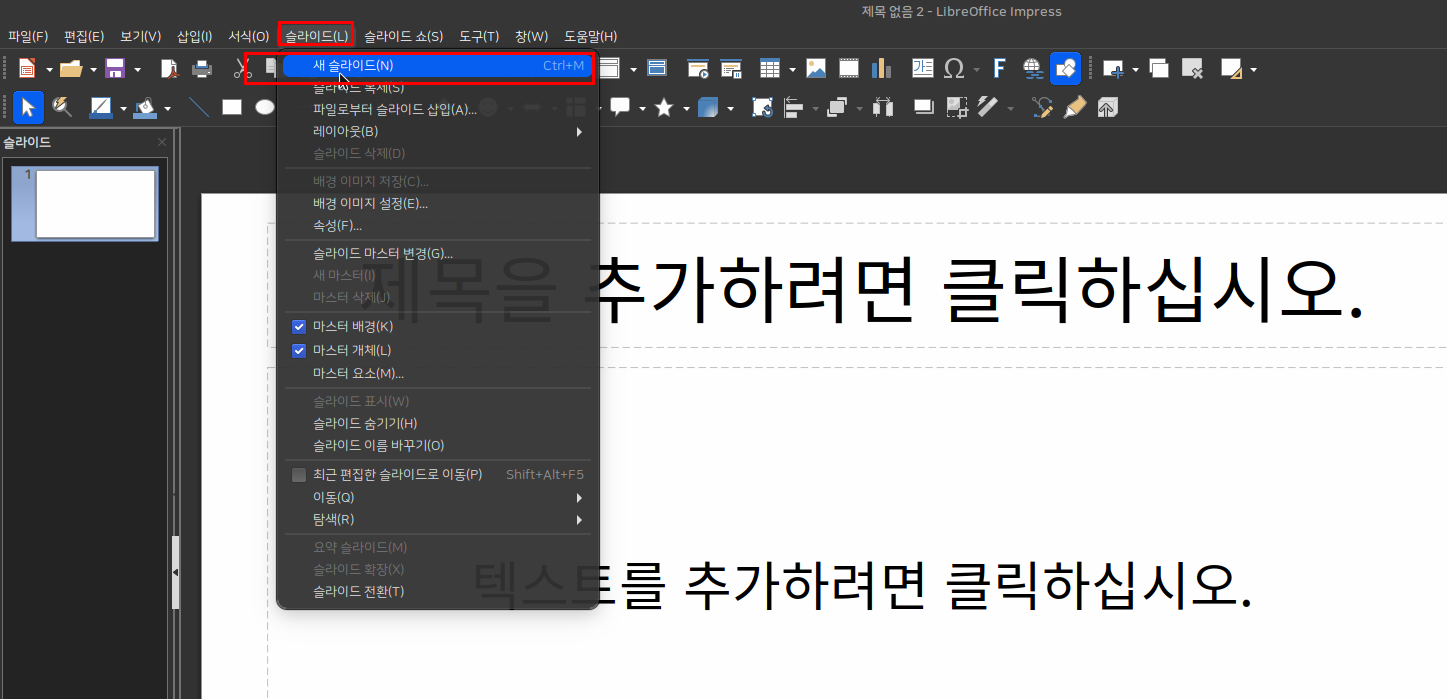 제목 없음 2 - LibreOffice Impress
파일(F) 편집(E) 보기(V) 삽입(I) 서식(O) 슬라이드(L) 슬라이드 쇼(S) 도구(T) 창(W) 도움말(H)
새 슬라이드(N) Ctrl+M
슬라이드 복제(S)
파일로부터 슬라이드 삽입(A)...
레이아웃(B)
슬라이드 삭제(D)
배경 이미지 저장(C)...
배경 이미지 설정(E)...
속성(F)...
슬라이드 마스터 변경(G)...
새 마스터(I)
마스터 삭제(J)
마스터 배경(K)
마스터 개체(L)
마스터 요소(M)...
슬라이드 표시(W)
슬라이드 숨기기(H)
슬라이드 이름 바꾸기(O)
최근 편집한 슬라이드로 이동(P) Shift+Alt+F5
이동(Q)
탐색(R)
요약 슬라이드(M)
슬라이드 확장(X)
슬라이드 전환(T)
슬라이드
1
제목을 추가하려면 클릭하십시오.
텍스트를 추가하려면 클릭하십시오.